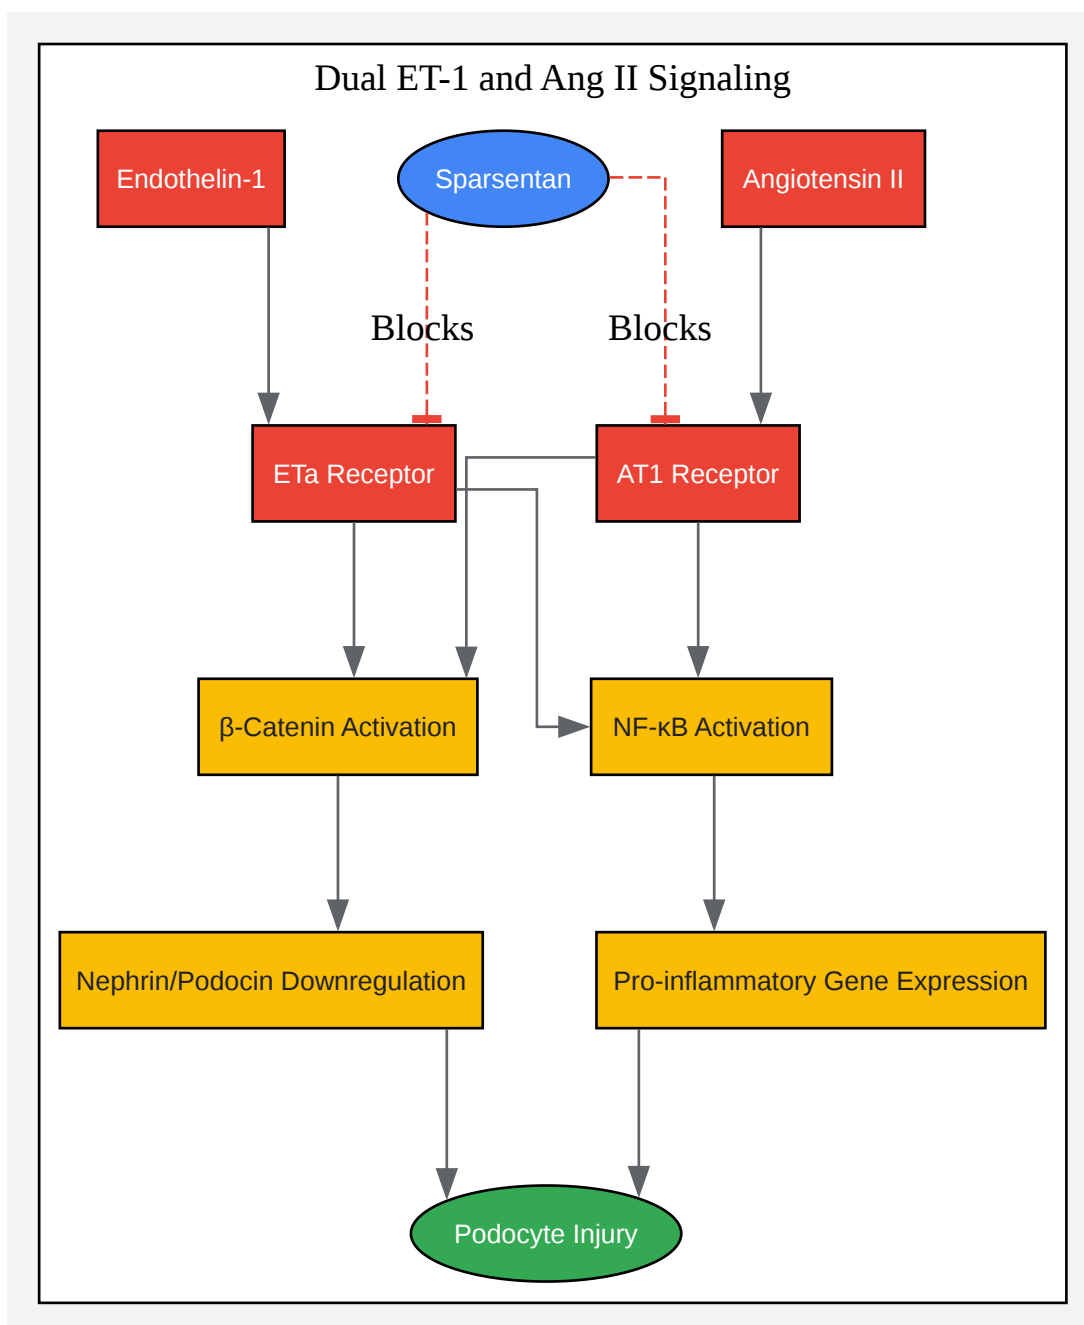 Dual ET-1 and Ang II Signaling
Endothelin-1
Sparsentan
Angiotensin II
Blocks
Blocks
ETa Receptor
AT1 Receptor
β-Catenin Activation
NF-κB Activation
Nephrin/Podocin Downregulation
Pro-inflammatory Gene Expression
Podocyte Injury